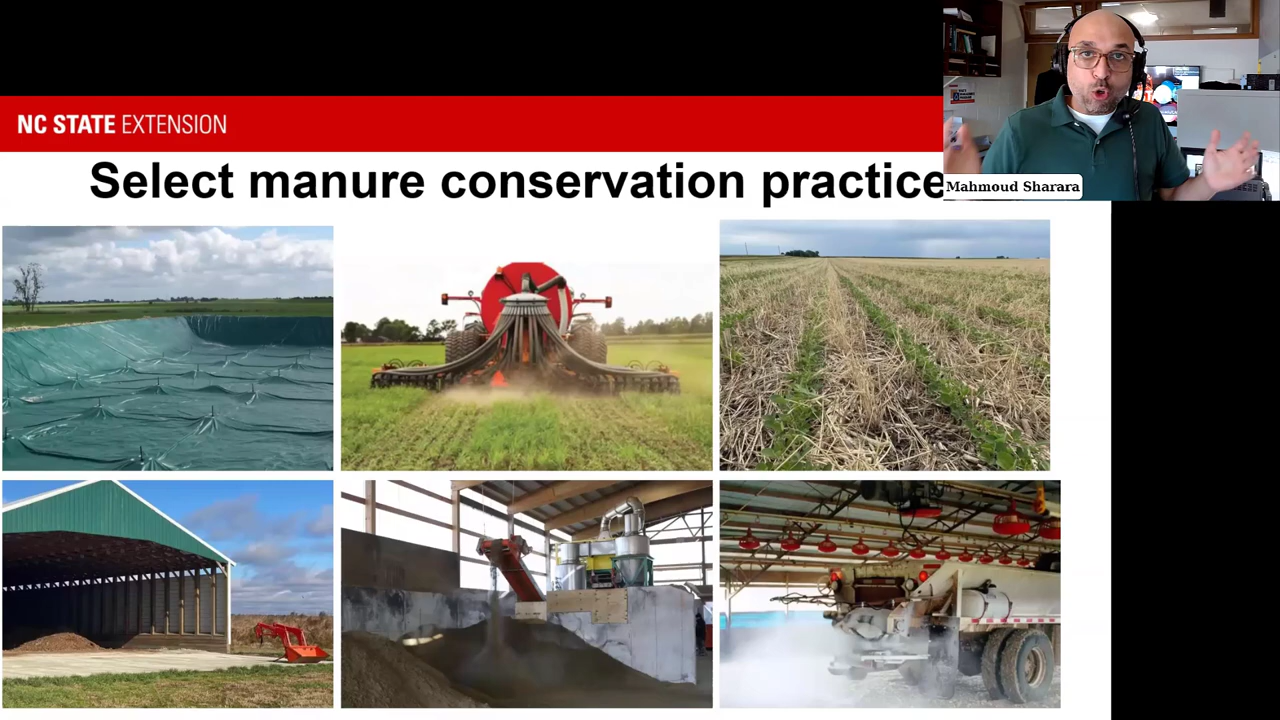 NC STATE EXTENSION
Select manure conservation practice
Mahmoud Sharara